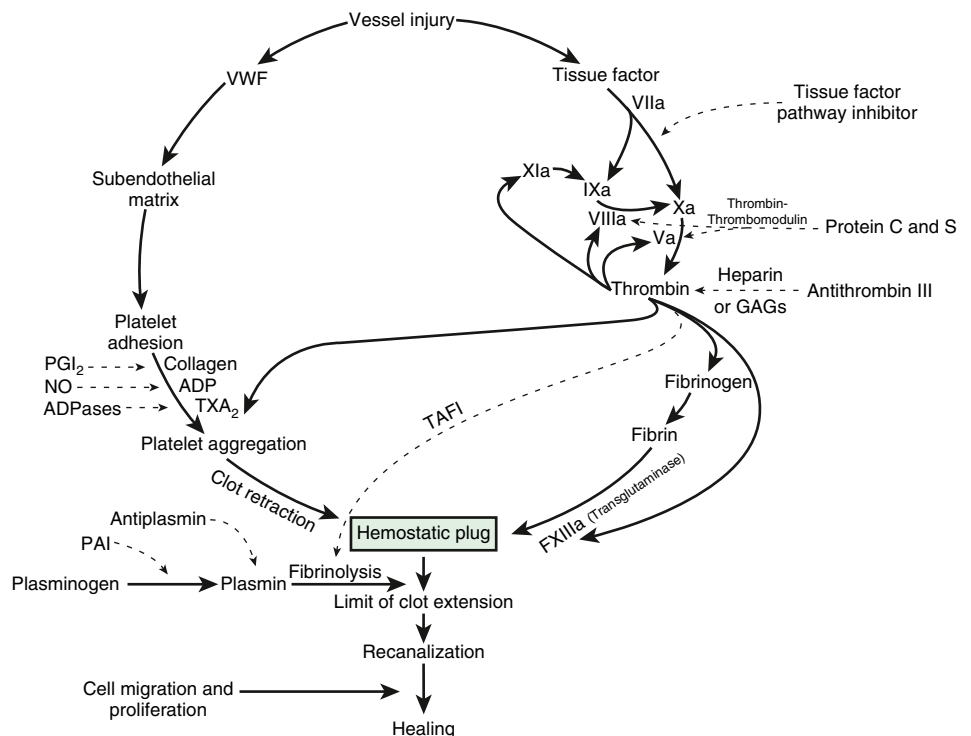 Vessel injury
VWF
Tissue factor
VIIa
Tissue factor
pathway inhibitor
Subendothelial
matrix
XIa
IXa
Xa
Thrombin-
Thrombomodulin
VIIIa
Va
Protein C and S
Thrombin
Heparin
or GAGs
Antithrombin III
Platelet
adhesion
PGI2
Collagen
NO
ADP
ADPases
TXA2
Fibrinogen
TAFI
Platelet aggregation
Fibrin
Clot retraction
FXIIIa (Transglutaminase)
Hemostatic plug
Antiplasmin
PAI
Plasminogen
Plasmin
Fibrinolysis
Limit of clot extension
Recanalization
Cell migration and
proliferation
Healing